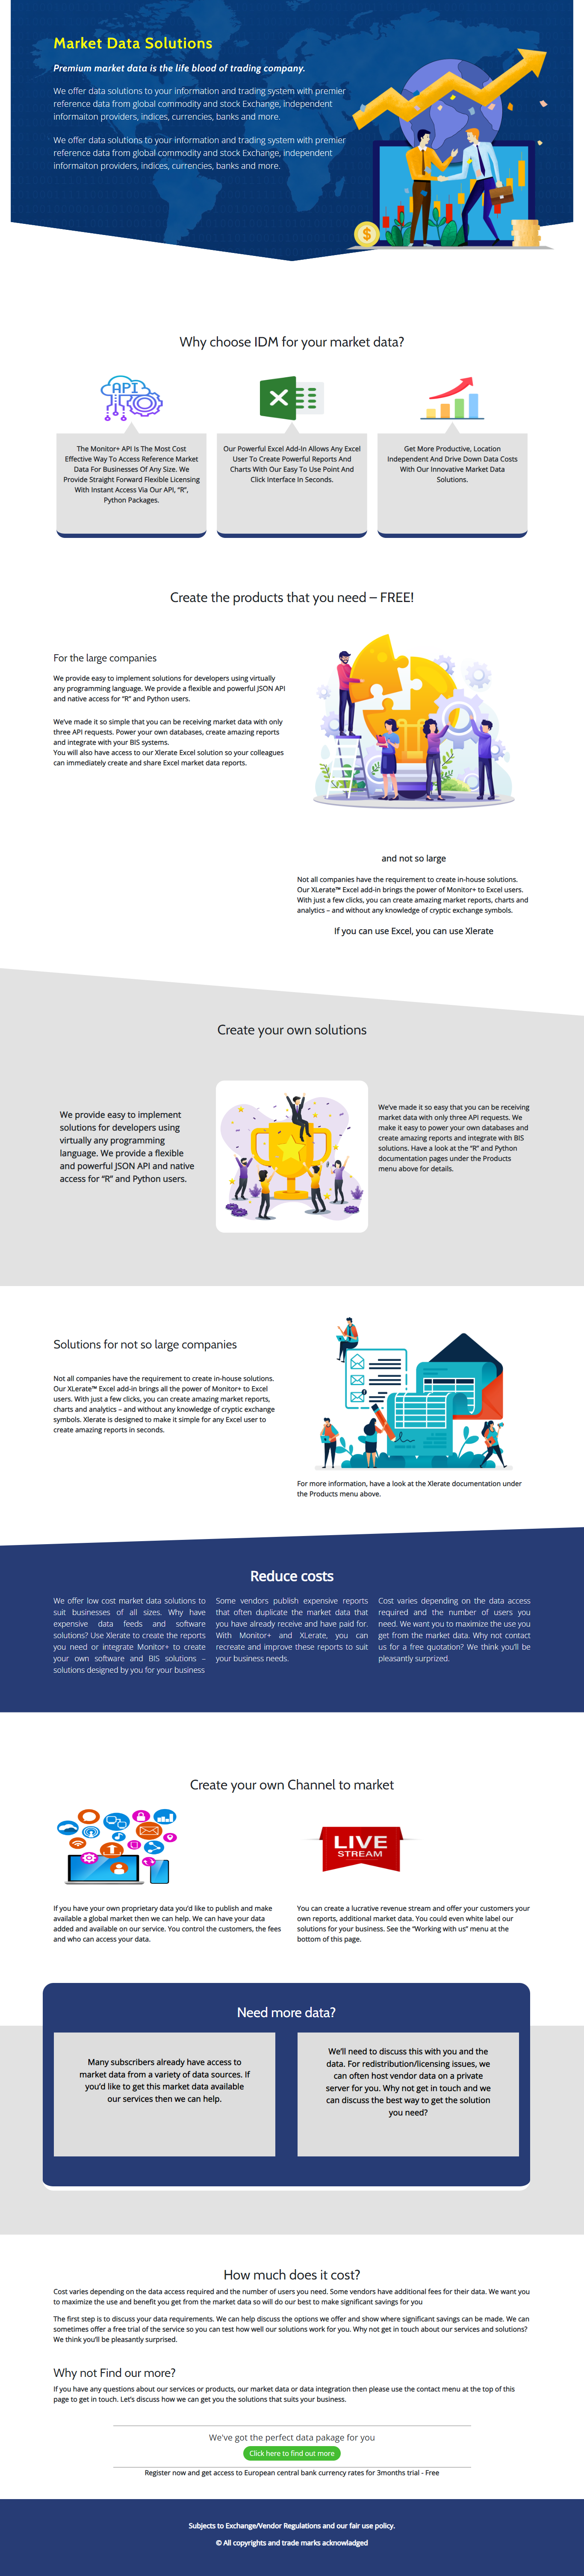 Market Data Solutions
Premium market data is the life blood of trading company.
We offer data solutions to your information and trading system with premier
reference data from global commodity and stock Exchange, independent
informaiton providers, indices, currencies, banks and more.
We offer data solutions to your information and trading system with premier
reference data from global commodity and stock Exchange, independent
informaiton providers, indices, currencies, banks and more.
$
Why choose IDM for your market data?
API
X
The Monitor+ API Is The Most Cost
Effective Way To Access Reference Market
Data For Businesses Of Any Size. We
Provide Straight Forward Flexible Licensing
With Instant Access Via Our API, “R”,
Python Packages.
Our Powerful Excel Add-In Allows Any Excel
User To Create Powerful Reports And
Charts With Our Easy To Use Point And
Click Interface In Seconds.
Get More Productive, Location
Independent And Drive Down Data Costs
With Our Innovative Market Data
Solutions.
Create the products that you need – FREE!
For the large companies
We provide easy to implement solutions for developers using virtually
any programming language. We provide a flexible and powerful JSON API
and native access for “R” and Python users.
We’ve made it so simple that you can be receiving market data with only
three API requests. Power your own databases, create amazing reports
and integrate with your BIS systems.
You will also have access to our Xlerate Excel solution so your colleagues
can immediately create and share Excel market data reports.
and not so large
Not all companies have the requirement to create in-house solutions.
Our XLerate™ Excel add-in brings the power of Monitor+ to Excel users.
With just a few clicks, you can create amazing market reports, charts and
analytics – and without any knowledge of cryptic exchange symbols.
If you can use Excel, you can use Xlerate
Create your own solutions
We provide easy to implement
solutions for developers using
virtually any programming
language. We provide a flexible
and powerful JSON API and native
access for “R” and Python users.
We’ve made it so easy that you can be receiving
market data with only three API requests. We
make it easy to power your own databases and
create amazing reports and integrate with BIS
solutions. Have a look at the “R” and Python
documentation pages under the Products
menu above for details.
Solutions for not so large companies
Not all companies have the requirement to create in-house solutions.
Our XLerate™ Excel add-in brings all the power of Monitor+ to Excel
users. With just a few clicks, you can create amazing market reports,
charts and analytics – and without any knowledge of cryptic exchange
symbols. Xlerate is designed to make it simple for any Excel user to
create amazing reports in seconds.
For more information, have a look at the Xlerate documentation under
the Products menu above.
Reduce costs
We offer low cost market data solutions to
suit businesses of all sizes. Why have
expensive data feeds and software
solutions? Use Xlerate to create the reports
you need or integrate Monitor+ to create
your own software and BIS solutions –
solutions designed by you for your business
Some vendors publish expensive reports
that often duplicate the market data that
you have already receive and have paid for.
With Monitor+ and XLerate, you can
recreate and improve these reports to suit
your business needs.
Cost varies depending on the data access
required and the number of users you
need. We want you to maximize the use you
get from the market data. Why not contact
us for a free quotation? We think you’ll be
pleasantly surprized.
Create your own Channel to market
LIVE
STREAM
If you have your own proprietary data you’d like to publish and make
available a global market then we can help. We can have your data
added and available on our service. You control the customers, the fees
and who can access your data.
You can create a lucrative revenue stream and offer your customers your
own reports, additional market data. You could even white label our
solutions for your business. See the “Working with us” menu at the
bottom of this page.
Need more data?
Many subscribers already have access to
market data from a variety of data sources. If
you’d like to get this market data available
our services then we can help.
We’ll need to discuss this with you and the
data. For redistribution/licensing issues, we
can often host vendor data on a private
server for you. Why not get in touch and we
can discuss the best way to get the solution
you need?
How much does it cost?
Cost varies depending on the data access required and the number of users you need. Some vendors have additional fees for their data. We want you
to maximize the use and benefit you get from the market data so will do our best to make significant savings for you
The first step is to discuss your data requirements. We can help discuss the options we offer and show where significant savings can be made. We can
sometimes offer a free trial of the service so you can test how well our solutions work for you. Why not get in touch about our services and solutions?
We think you’ll be pleasantly surprised.
Why not Find our more?
If you have any questions about our services or products, our market data or data integration then please use the contact menu at the top of this
page to get in touch. Let’s discuss how we can get you the solutions that suits your business.
We've got the perfect data pakage for you
Click here to find out more
Register now and get access to European central bank currency rates for 3months trial - Free
Subjects to Exchange/Vendor Regulations and our fair use policy.
© All copyrights and trade marks acknowladged